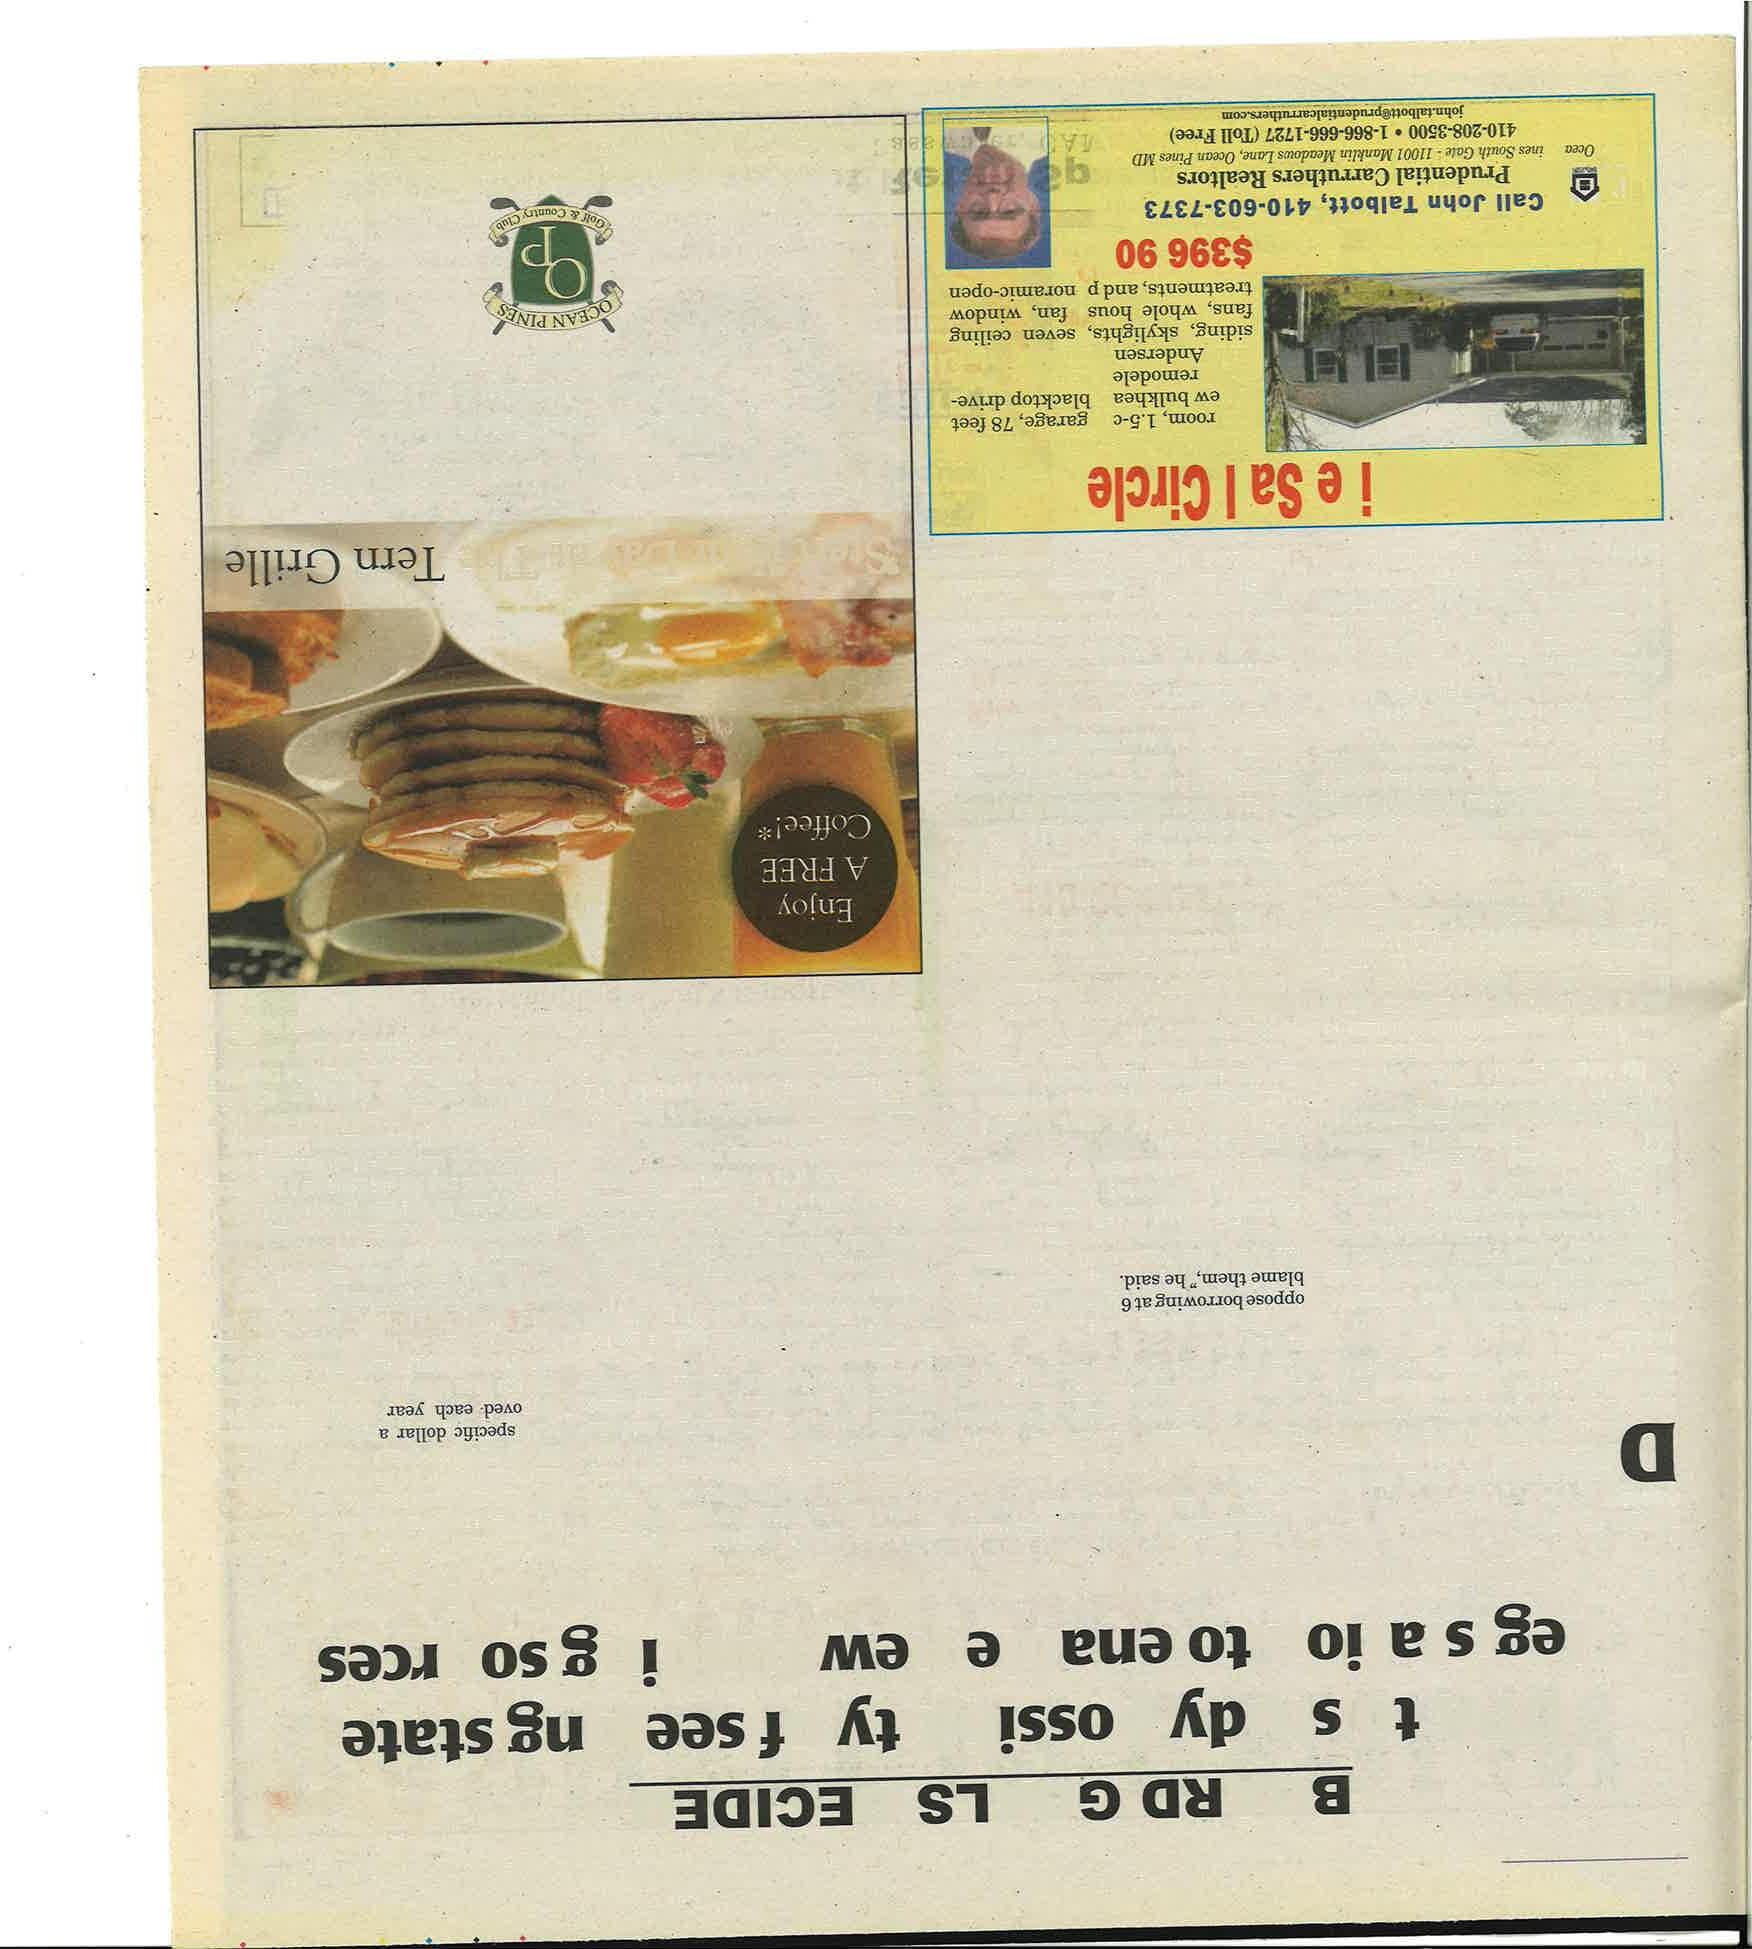 B RD G LS ECIDE
t s dy ossi ty f see ng state
eg s a io to ena e ew i g so rces
D
oppose borrowing at 6
blame them," he said.
specific dollar a
oved each year
Enjoy
A FREE
Coffee!*
Tern Grille
OCEAN PINES
OP
Golf & Country Club
i e Sa l Circle
room, 1.5-c garage, 78 feet
ew bulkhea blacktop drive-
remodele
Andersen
siding, skylights, seven ceiling
fans, whole hous fan, window
treatments, and p noramic-open
$396 90
Call John Talbott, 410-603-7373
Prudential Carruthers Realtors
Ocea ines South Gate - 11001 Manklin Meadows Lane, Ocean Pines MD
410-208-3500 • 1-866-666-1727 (Toll Free)
john.talbott@prudentialcarruthers.com